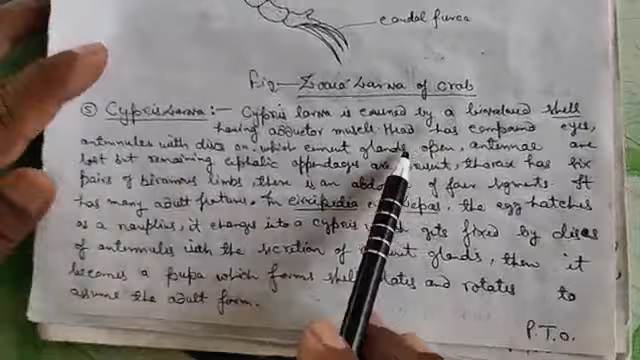 caudal furca
Fig:— Zoea Larva of Crab
⑤ Cypris Larva :— Cypris larva is coverd by a bivalved shell
having adductor muscle. Head has compound eyes,
antennules with discs on which cement glands open, antennae are
lost but remaining cephalic appendages are present, thorax has six
pairs of biramous limbs, there is an of four segments. It
has many adult features. In cirripedia the egg hatches
as a nauplius, it changes into a cypris gets fixed by discs
of antennules with the secretion of glands, then it
becomes a pupa which forms shell plates and rotates to
assume the adult form.
P.T.O.